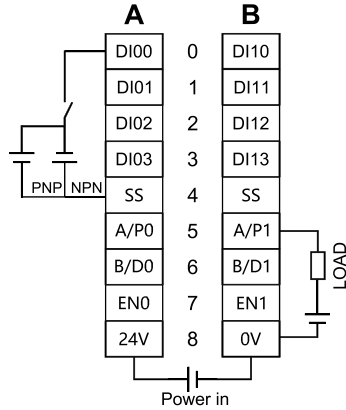 A B
DI00 0 DI10
DI01 1 DI11
DI02 2 DI12
DI03 3 DI13
PNP NPN SS 4 SS
A/P0 5 A/P1
B/D0 6 B/D1
LOAD
EN0 7 EN1
24V 8 0V
Power in